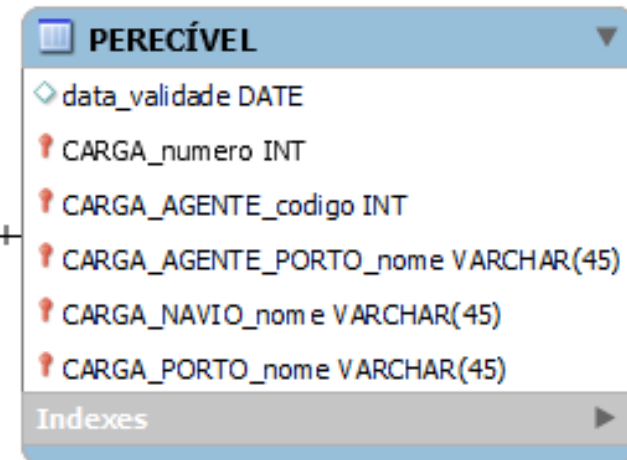 PERECÍVEL
data_validade DATE
CARGA_numero INT
CARGA_AGENTE_codigo INT
CARGA_AGENTE_PORTO_nome VARCHAR(45)
CARGA_NAVIO_nome VARCHAR(45)
CARGA_PORTO_nome VARCHAR(45)
Indexes